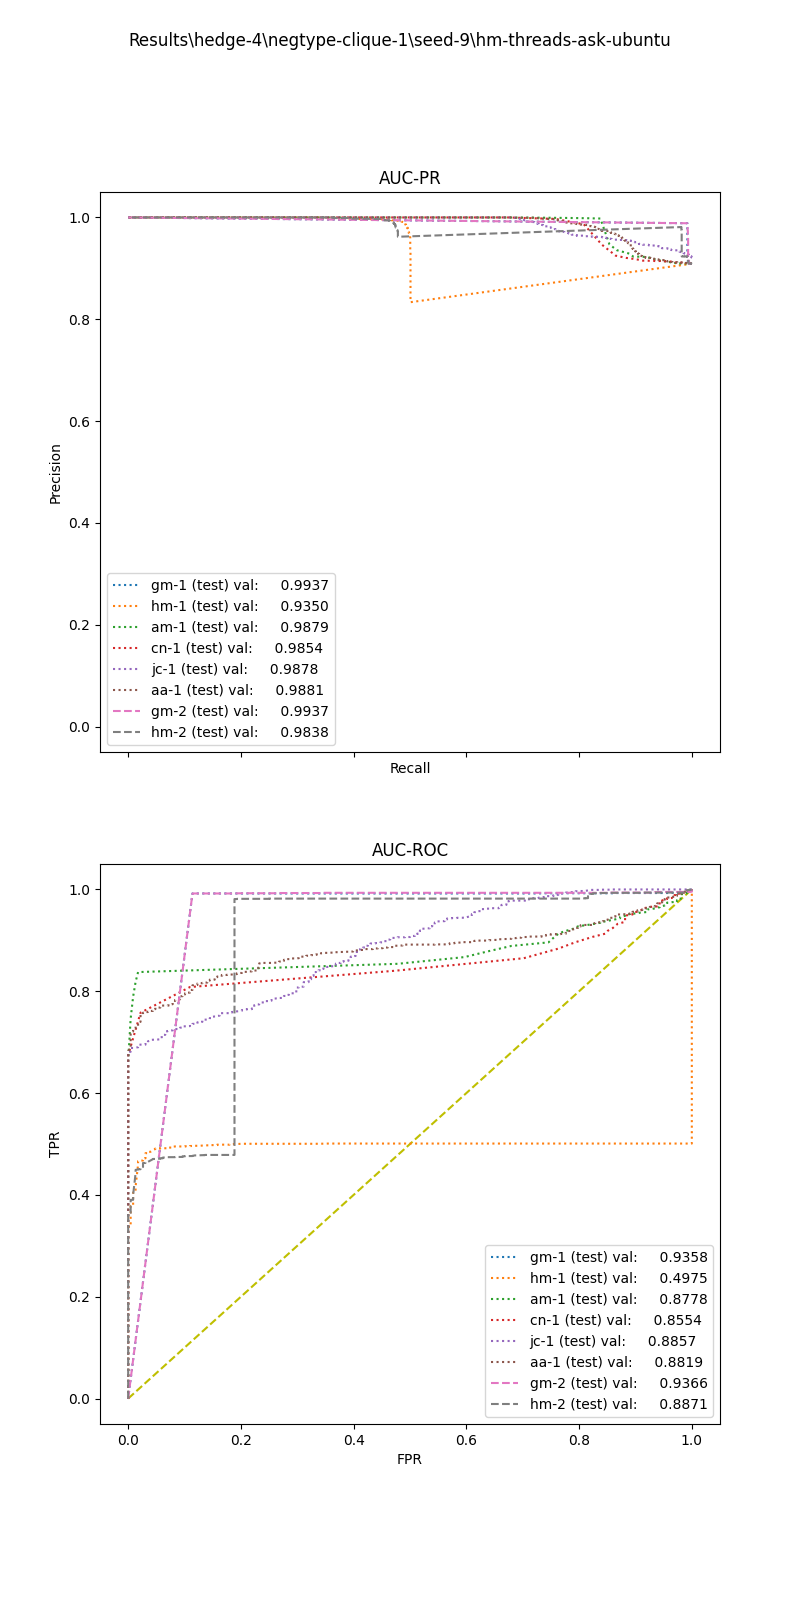 Results\hedge-4\negtype-clique-1\seed-9\hm-threads-ask-ubuntu
AUC-PR
1.0
0.8
0.6
0.4
0.2
0.0
Precision
gm-1 (test) val: 0.9937
hm-1 (test) val: 0.9350
am-1 (test) val: 0.9879
cn-1 (test) val: 0.9854
jc-1 (test) val: 0.9878
aa-1 (test) val: 0.9881
gm-2 (test) val: 0.9937
hm-2 (test) val: 0.9838
Recall
AUC-ROC
1.0
0.8
0.6
0.4
0.2
0.0
TPR
gm-1 (test) val: 0.9358
hm-1 (test) val: 0.4975
am-1 (test) val: 0.8778
cn-1 (test) val: 0.8554
jc-1 (test) val: 0.8857
aa-1 (test) val: 0.8819
gm-2 (test) val: 0.9366
hm-2 (test) val: 0.8871
0.0 0.2 0.4 0.6 0.8 1.0
FPR